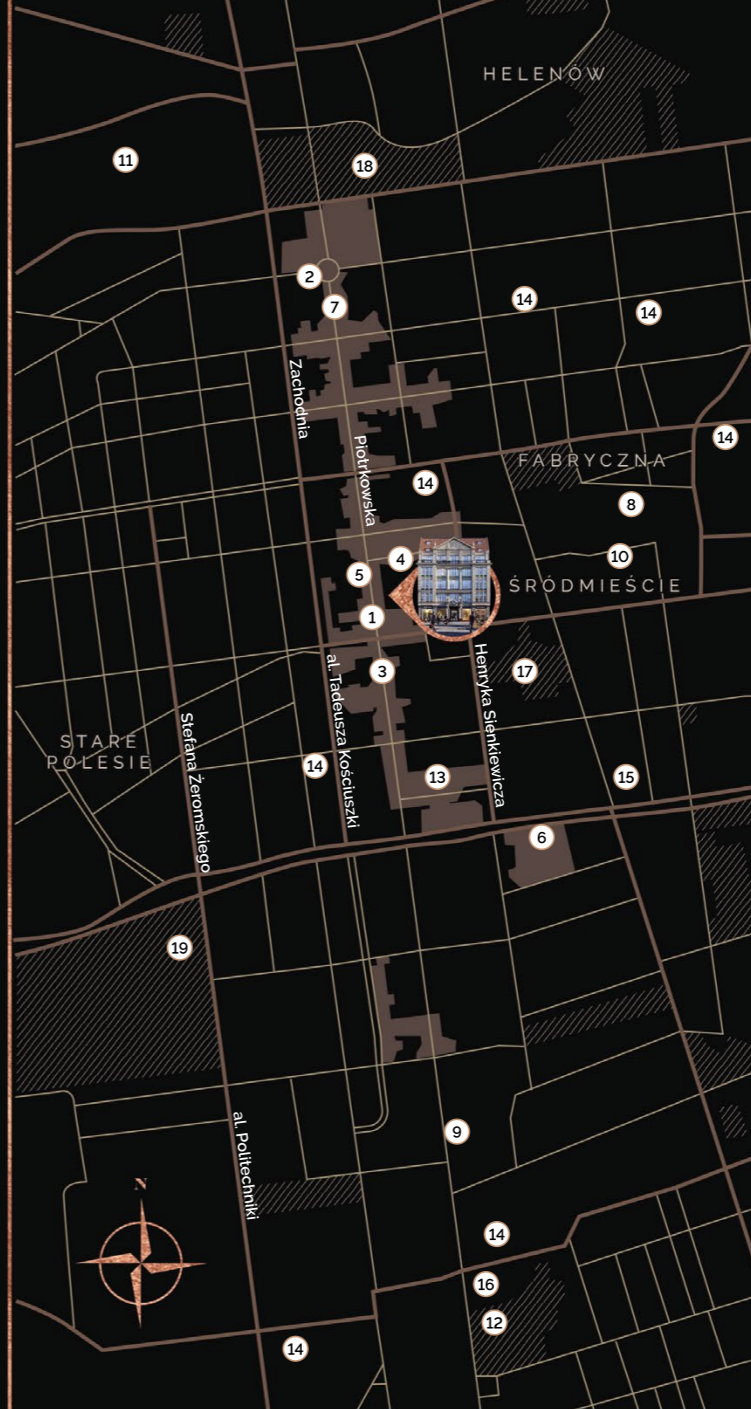 HELENÓW
11
18
2
7
14
14
Zachodnia
Piotrkowska
14
FABRYCZNA
14
8
4
10
5
ŚRÓDMIEŚCIE
1
3
17
al. Tadeusza Kościuszki
Henryka Sienkiewicza
STARE
POLESIE
Stefana Żeromskiego
14
13
15
6
19
al. Politechniki
9
N
14
16
12
14